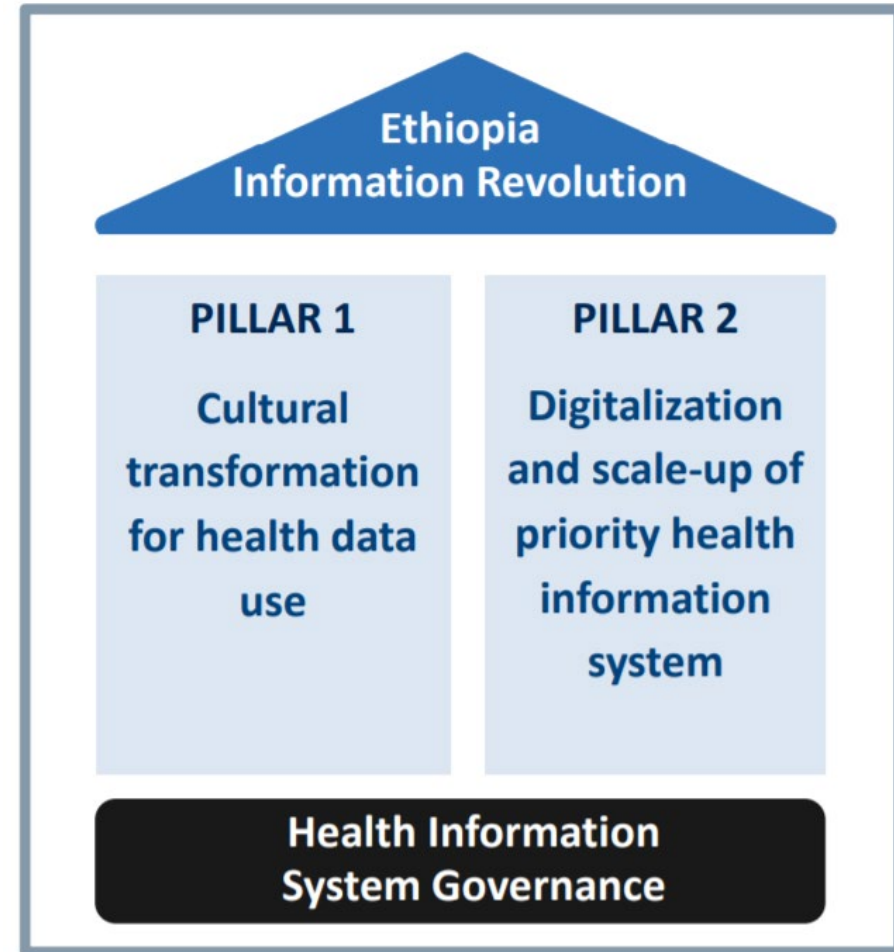 Ethiopia
Information Revolution
PILLAR 1
Cultural
transformation
for health data
use
PILLAR 2
Digitalization
and scale-up of
priority health
information
system
Health Information
System Governance